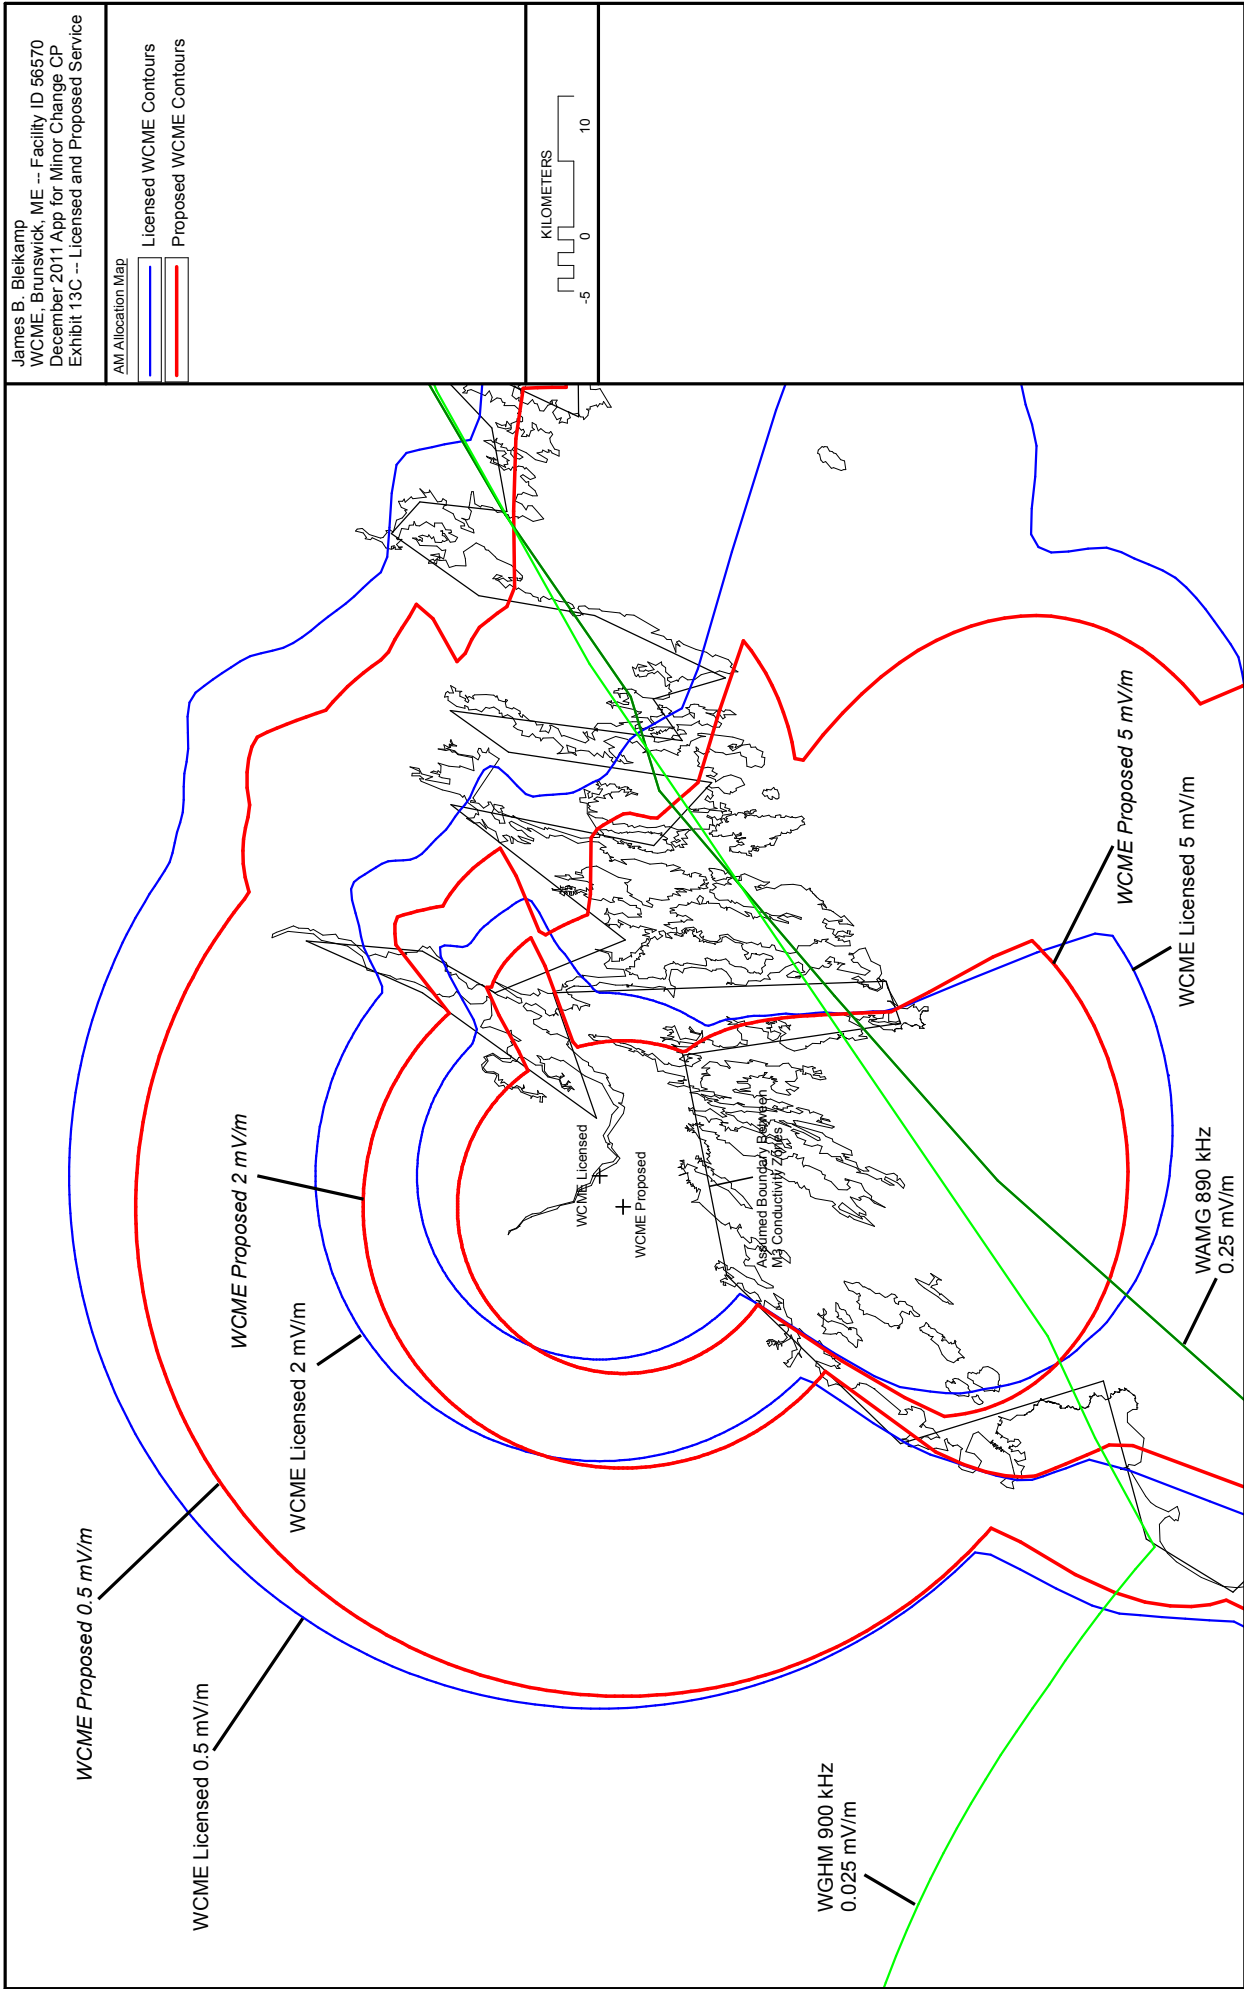 James B. Bleikamp
WCME, Brunswick, ME -- Facility ID 56570
December 2011 App for Minor Change CP
Exhibit 13C -- Licensed and Proposed Service
AM Allocation Map
Licensed WCME Contours
Proposed WCME Contours
KILOMETERS
-5 0 10
WCME Proposed 0.5 mV/m
WCME Licensed 0.5 mV/m
WCME Proposed 2 mV/m
WCME Licensed 2 mV/m
WCME Licensed
WCME Proposed
Assumed Boundary Between
M3 Conductivity Zones
WCME Proposed 5 mV/m
WCME Licensed 5 mV/m
WAMG 890 kHz
0.25 mV/m
WGHM 900 kHz
0.025 mV/m